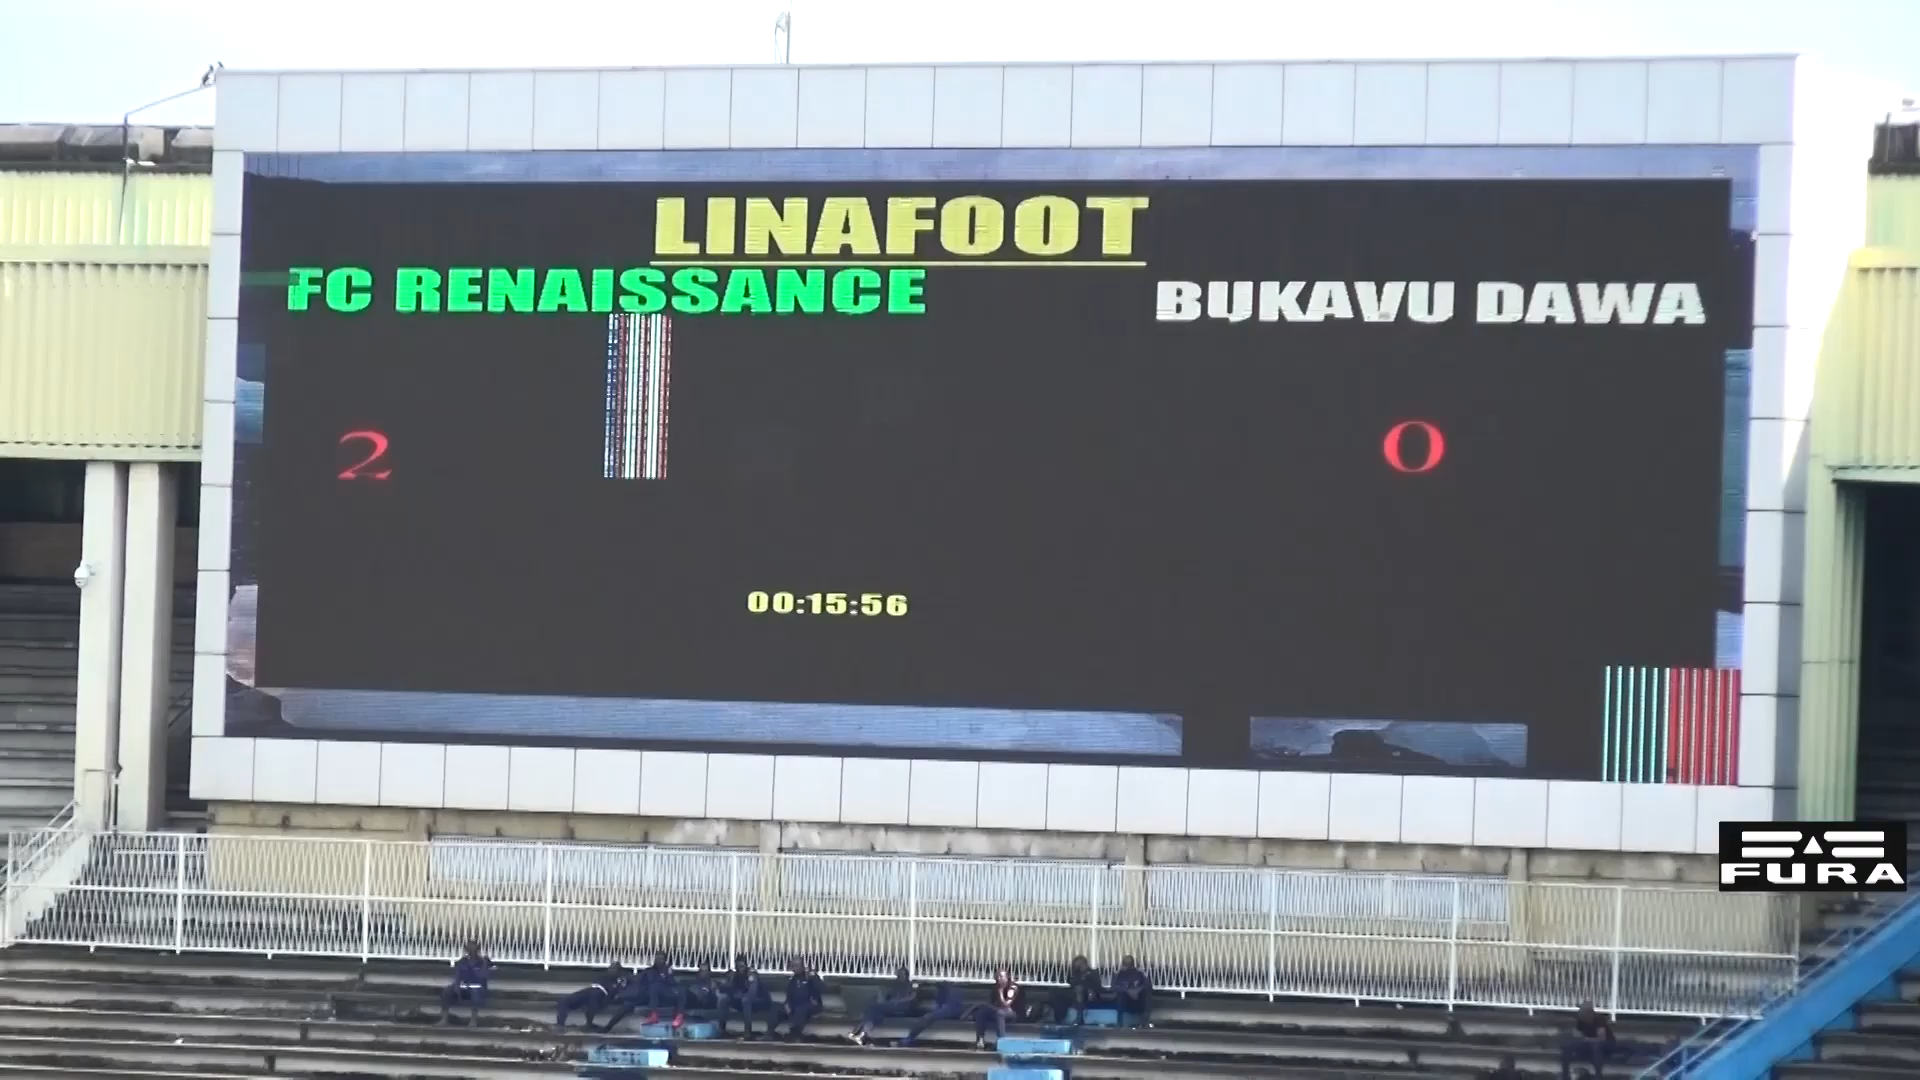 LINAFOOT
FC RENAISSANCE
BUKAVU DAWA
2
0
00:15:56
FURA